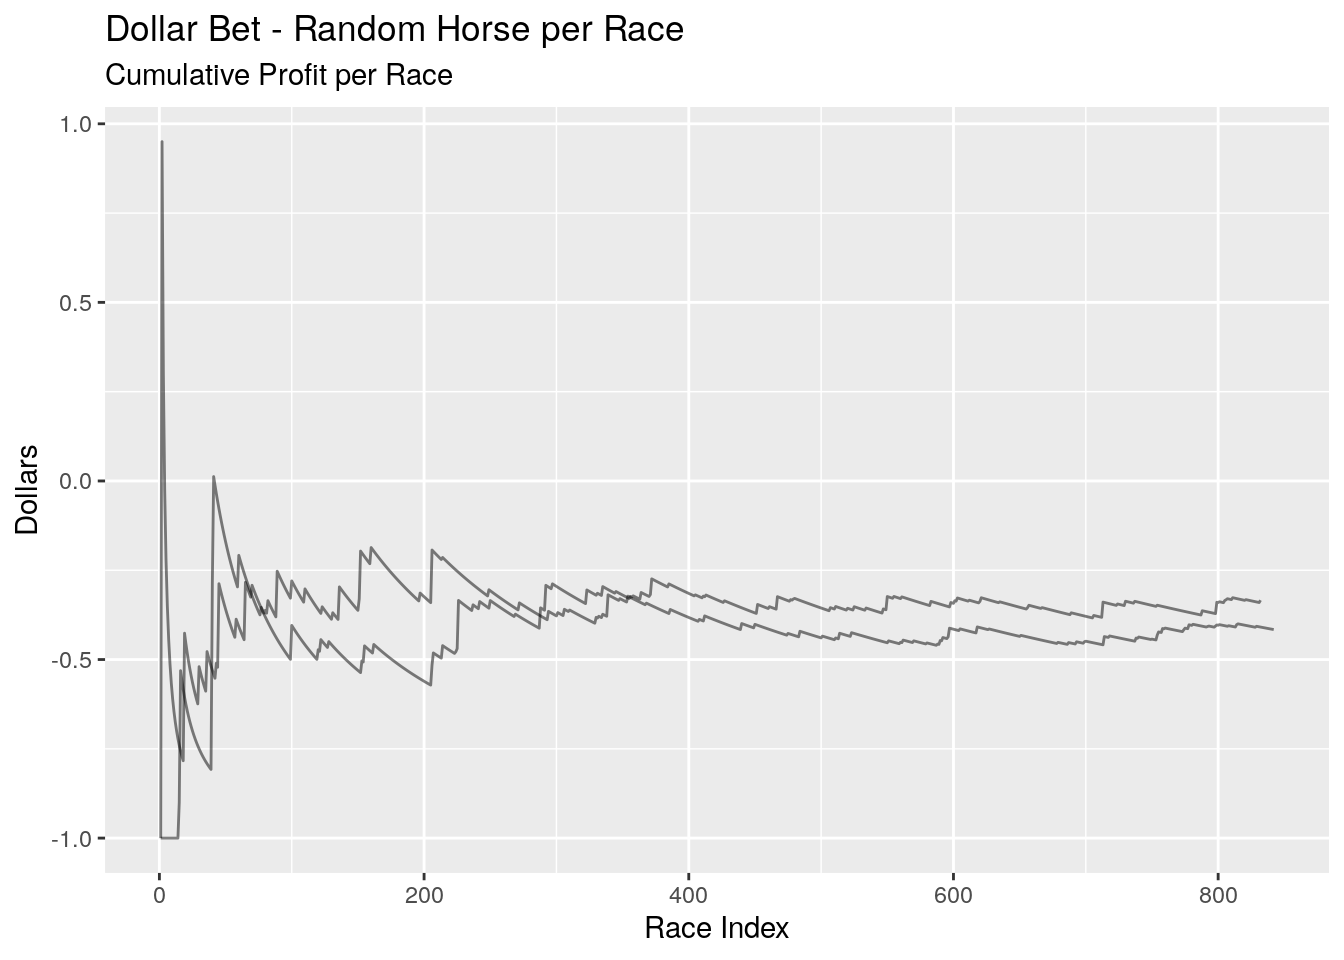 Dollar Bet - Random Horse per Race
Cumulative Profit per Race
1.0
0.5
0.0
-0.5
-1.0
Dollars
0 200 400 600 800
Race Index